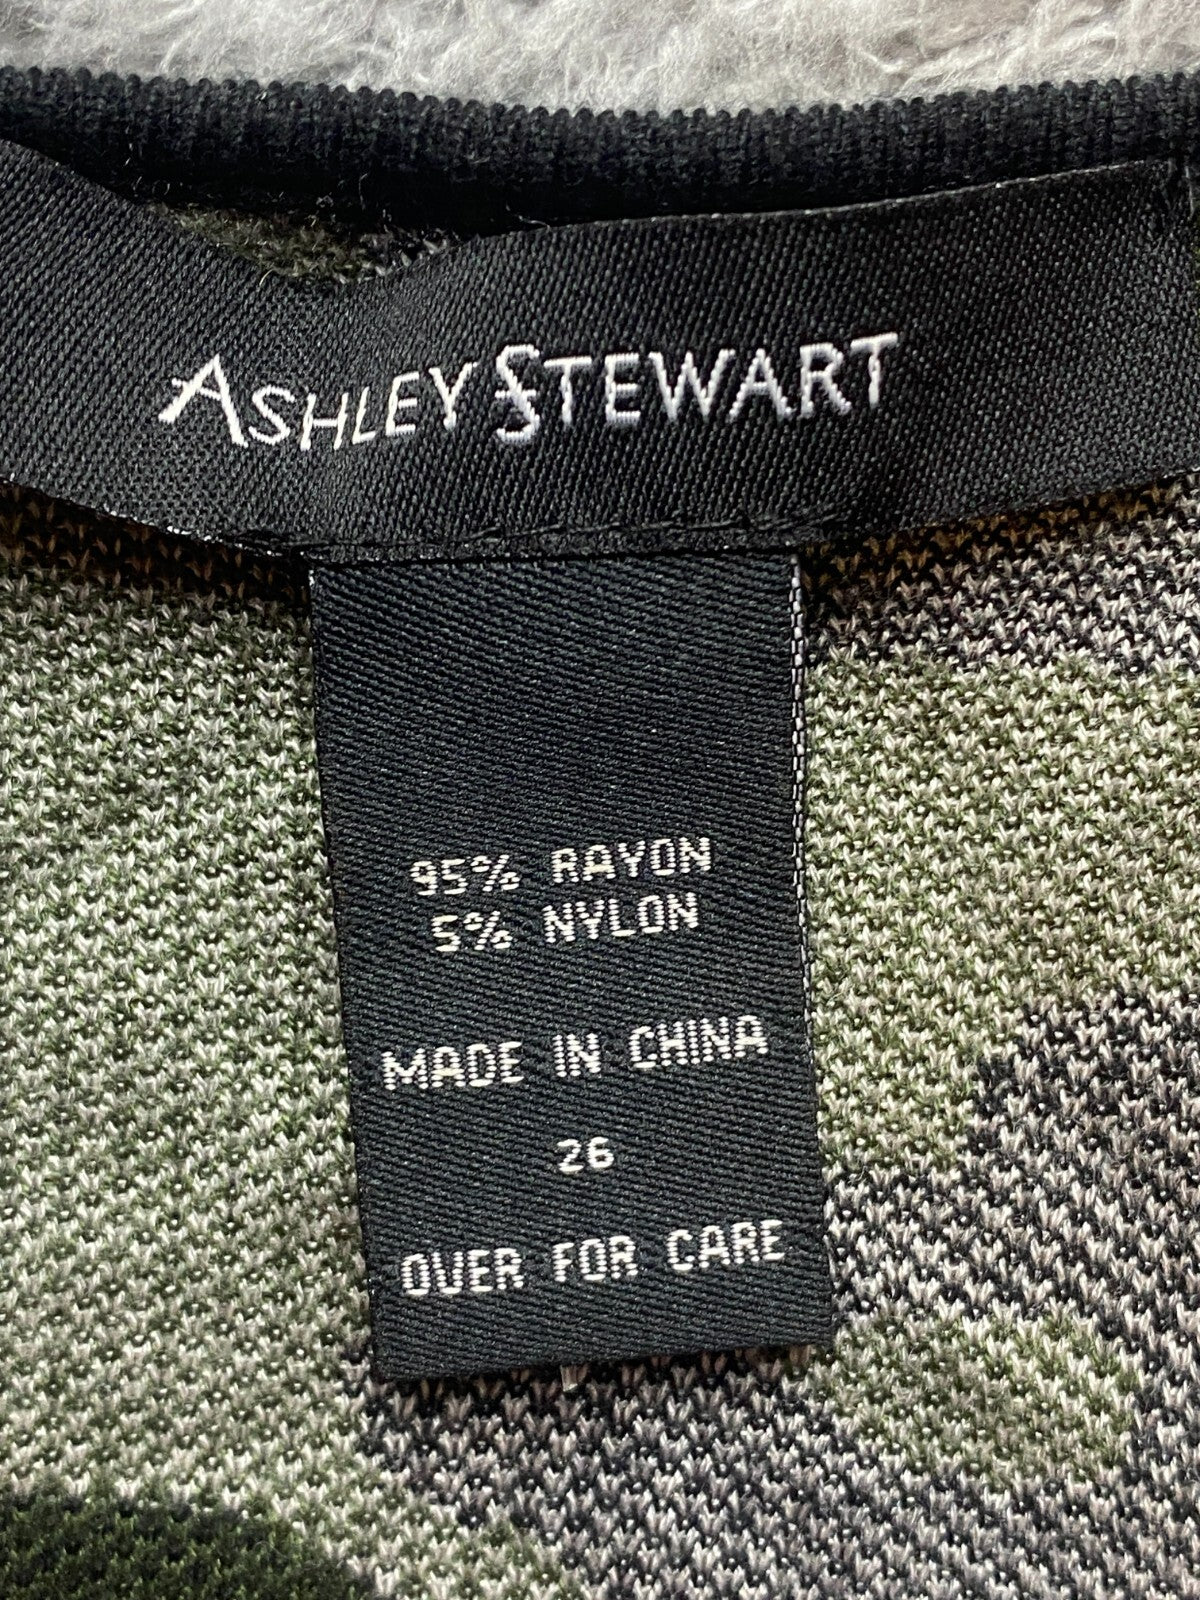 ASHLEY STEWART
95% RAYON
5% NYLON
MADE IN CHINA
26
OVER FOR CARE